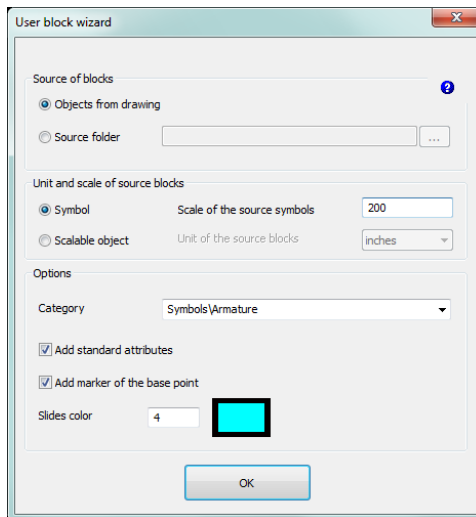 User block wizard
Source of blocks
Objects from drawing
Source folder ...
Unit and scale of source blocks
Symbol Scale of the source symbols 200
Scalable object Unit of the source blocks inches
Options
Category Symbols\Armature
Add standard attributes
Add marker of the base point
Slides color 4
OK